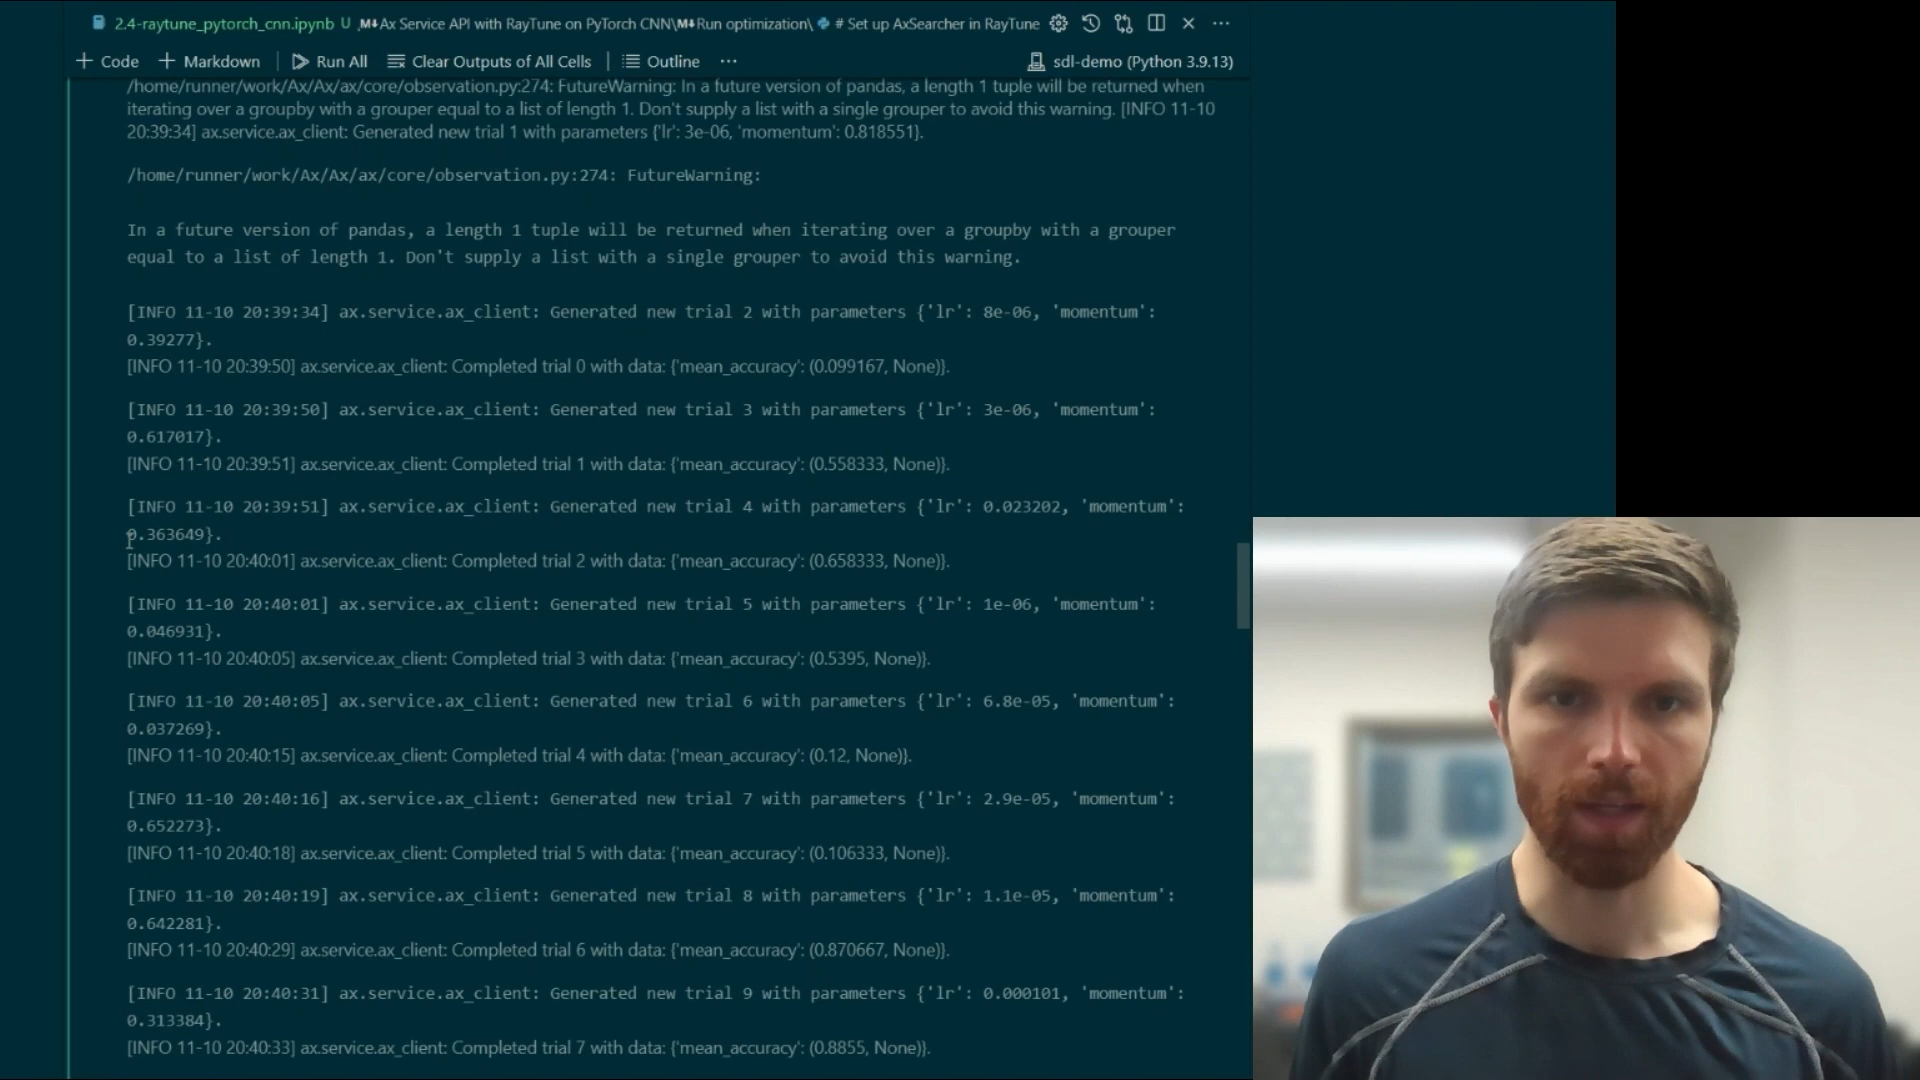 2.4-raytune_pytorch_cnn.ipynb U Ax Service API with RayTune on PyTorch CNN\Run optimization\ # Set up AxSearcher in RayTune
+ Code + Markdown | Run All Clear Outputs of All Cells | Outline ... sdl-demo (Python 3.9.13)
/home/runner/work/Ax/Ax/ax/core/observation.py:274: FutureWarning: In a future version of pandas, a length 1 tuple will be returned when
iterating over a groupby with a grouper equal to a list of length 1. Don't supply a list with a single grouper to avoid this warning. [INFO 11-10
20:39:34] ax.service.ax_client: Generated new trial 1 with parameters {'lr': 3e-06, 'momentum': 0.818551}.
/home/runner/work/Ax/Ax/ax/core/observation.py:274: FutureWarning:
In a future version of pandas, a length 1 tuple will be returned when iterating over a groupby with a grouper
equal to a list of length 1. Don't supply a list with a single grouper to avoid this warning.
[INFO 11-10 20:39:34] ax.service.ax_client: Generated new trial 2 with parameters {'lr': 8e-06, 'momentum':
0.39277}.
[INFO 11-10 20:39:50] ax.service.ax_client: Completed trial 0 with data: {'mean_accuracy': (0.099167, None)}.
[INFO 11-10 20:39:50] ax.service.ax_client: Generated new trial 3 with parameters {'lr': 3e-06, 'momentum':
0.617017}.
[INFO 11-10 20:39:51] ax.service.ax_client: Completed trial 1 with data: {'mean_accuracy': (0.558333, None)}.
[INFO 11-10 20:39:51] ax.service.ax_client: Generated new trial 4 with parameters {'lr': 0.023202, 'momentum':
0.363649}.
[INFO 11-10 20:40:01] ax.service.ax_client: Completed trial 2 with data: {'mean_accuracy': (0.658333, None)}.
[INFO 11-10 20:40:01] ax.service.ax_client: Generated new trial 5 with parameters {'lr': 1e-06, 'momentum':
0.046931}.
[INFO 11-10 20:40:05] ax.service.ax_client: Completed trial 3 with data: {'mean_accuracy': (0.5395, None)}.
[INFO 11-10 20:40:05] ax.service.ax_client: Generated new trial 6 with parameters {'lr': 6.8e-05, 'momentum':
0.037269}.
[INFO 11-10 20:40:15] ax.service.ax_client: Completed trial 4 with data: {'mean_accuracy': (0.12, None)}.
[INFO 11-10 20:40:16] ax.service.ax_client: Generated new trial 7 with parameters {'lr': 2.9e-05, 'momentum':
0.652273}.
[INFO 11-10 20:40:18] ax.service.ax_client: Completed trial 5 with data: {'mean_accuracy': (0.106333, None)}.
[INFO 11-10 20:40:19] ax.service.ax_client: Generated new trial 8 with parameters {'lr': 1.1e-05, 'momentum':
0.642281}.
[INFO 11-10 20:40:29] ax.service.ax_client: Completed trial 6 with data: {'mean_accuracy': (0.870667, None)}.
[INFO 11-10 20:40:31] ax.service.ax_client: Generated new trial 9 with parameters {'lr': 0.000101, 'momentum':
0.313384}.
[INFO 11-10 20:40:33] ax.service.ax_client: Completed trial 7 with data: {'mean_accuracy': (0.8855, None)}.